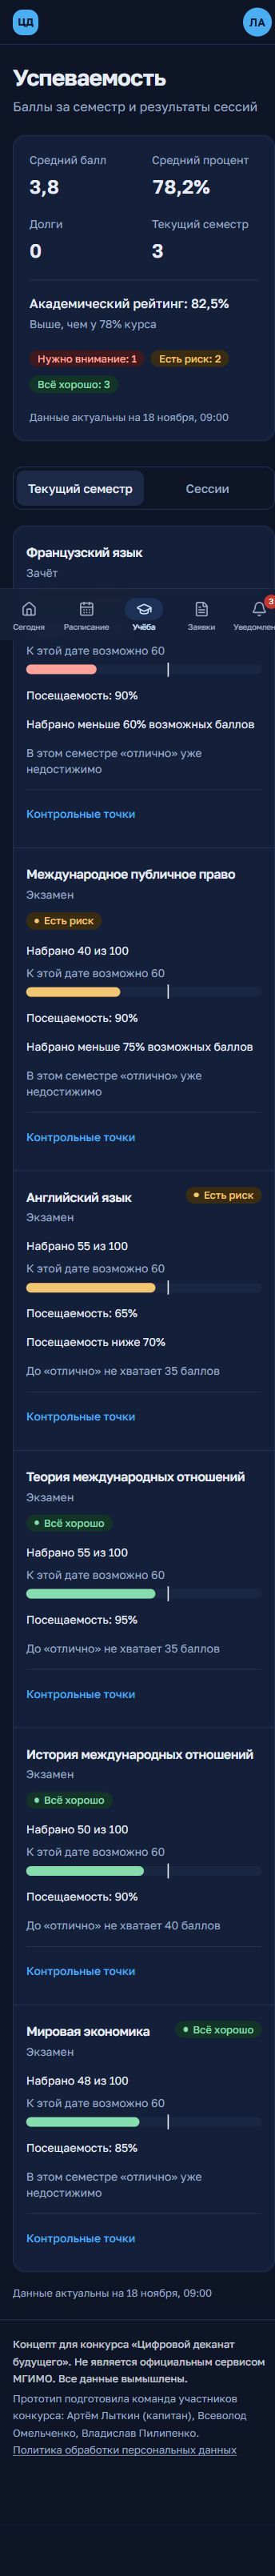 ЦД
ЛА
Успеваемость
Баллы за семестр и результаты сессий
Средний балл
Средний процент
3,8
78,2%
Долги
Текущий семестр
0
3
Академический рейтинг: 82,5%
Выше, чем у 78% курса
Нужно внимание: 1
Есть риск: 2
Всё хорошо: 3
Данные актуальны на 18 ноября, 09:00
Текущий семестр
Сессии
Французский язык
Зачёт
3
Сегодня
Расписание
Учёба
Заявки
Уведомлен
К этой дате возможно 60
Посещаемость: 90%
Набрано меньше 60% возможных баллов
В этом семестре «отлично» уже
недостижимо
Контрольные точки
Международное публичное право
Экзамен
Есть риск
Набрано 40 из 100
К этой дате возможно 60
Посещаемость: 90%
Набрано меньше 75% возможных баллов
В этом семестре «отлично» уже
недостижимо
Контрольные точки
Английский язык
Есть риск
Экзамен
Набрано 55 из 100
К этой дате возможно 60
Посещаемость: 65%
Посещаемость ниже 70%
До «отлично» не хватает 35 баллов
Контрольные точки
Теория международных отношений
Экзамен
Всё хорошо
Набрано 55 из 100
К этой дате возможно 60
Посещаемость: 95%
До «отлично» не хватает 35 баллов
Контрольные точки
История международных отношений
Экзамен
Всё хорошо
Набрано 50 из 100
К этой дате возможно 60
Посещаемость: 90%
До «отлично» не хватает 40 баллов
Контрольные точки
Мировая экономика
Всё хорошо
Экзамен
Набрано 48 из 100
К этой дате возможно 60
Посещаемость: 85%
В этом семестре «отлично» уже
недостижимо
Контрольные точки
Данные актуальны на 18 ноября, 09:00
Концепт для конкурса «Цифровой деканат
будущего». Не является официальным сервисом
МГИМО. Все данные вымышлены.
Прототип подготовила команда участников
конкурса: Артём Лыткин (капитан), Всеволод
Омельченко, Владислав Пилипенко.
Политика обработки персональных данных